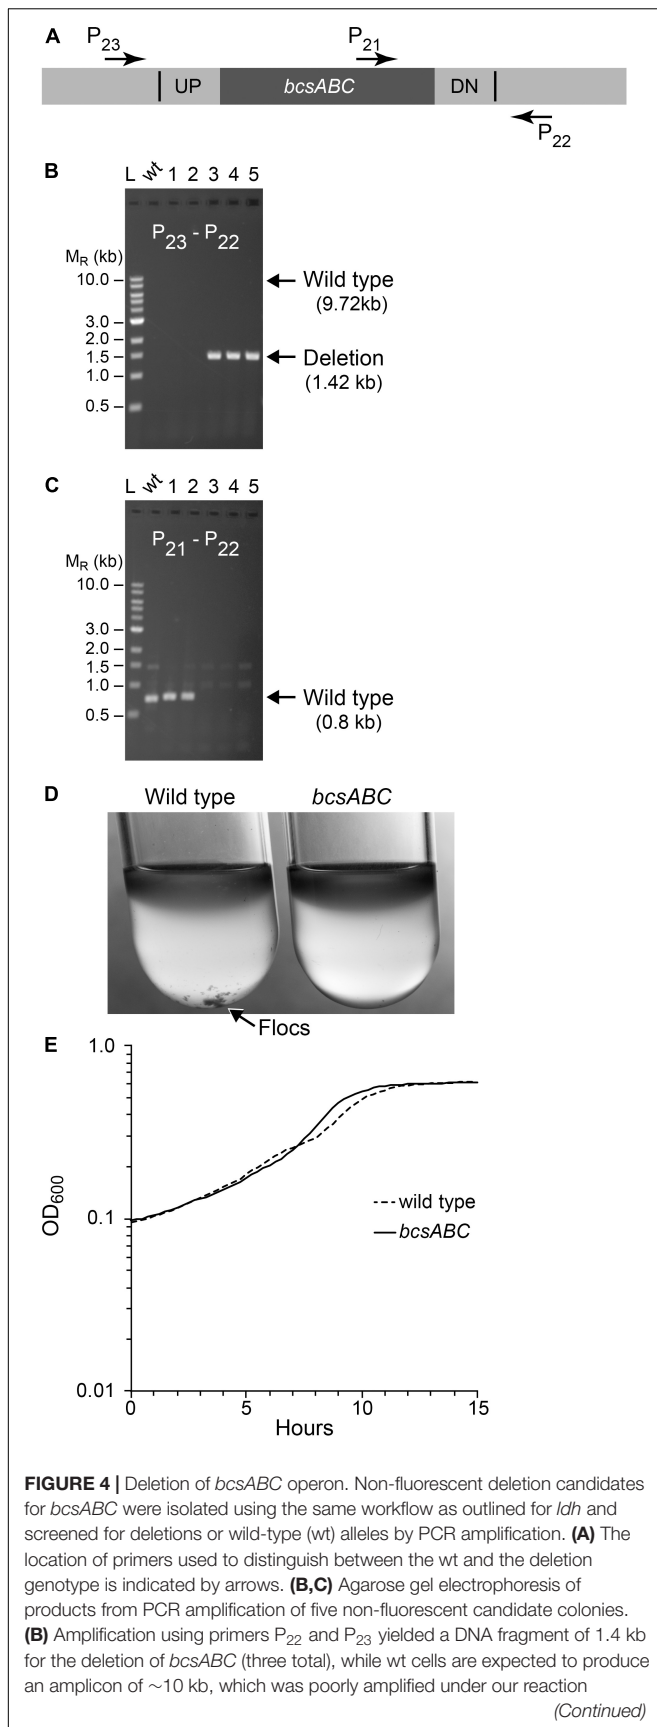 A
P23
P21
UP
bcsABC
DN
P22
B
L wt 1 2 3 4 5
P23 - P22
MR (kb)
10.0
3.0
2.0
1.5
1.0
0.5
Wild type
(9.72kb)
Deletion
(1.42 kb)
C
L wt 1 2 3 4 5
P21 - P22
MR (kb)
10.0
3.0
2.0
1.5
1.0
0.5
Wild type
(0.8 kb)
D
Wild type
bcsABC
Flocs
E
1.0
0.1
0.01
OD600
wild type
bcsABC
0 5 10 15
Hours
FIGURE 4 | Deletion of bcsABC operon. Non-fluorescent deletion candidates
for bcsABC were isolated using the same workflow as outlined for ldh and
screened for deletions or wild-type (wt) alleles by PCR amplification. (A) The
location of primers used to distinguish between the wt and the deletion
genotype is indicated by arrows. (B,C) Agarose gel electrophoresis of
products from PCR amplification of five non-fluorescent candidate colonies.
(B) Amplification using primers P22 and P23 yielded a DNA fragment of 1.4 kb
for the deletion of bcsABC (three total), while wt cells are expected to produce
an amplicon of ~10 kb, which was poorly amplified under our reaction
(Continued)